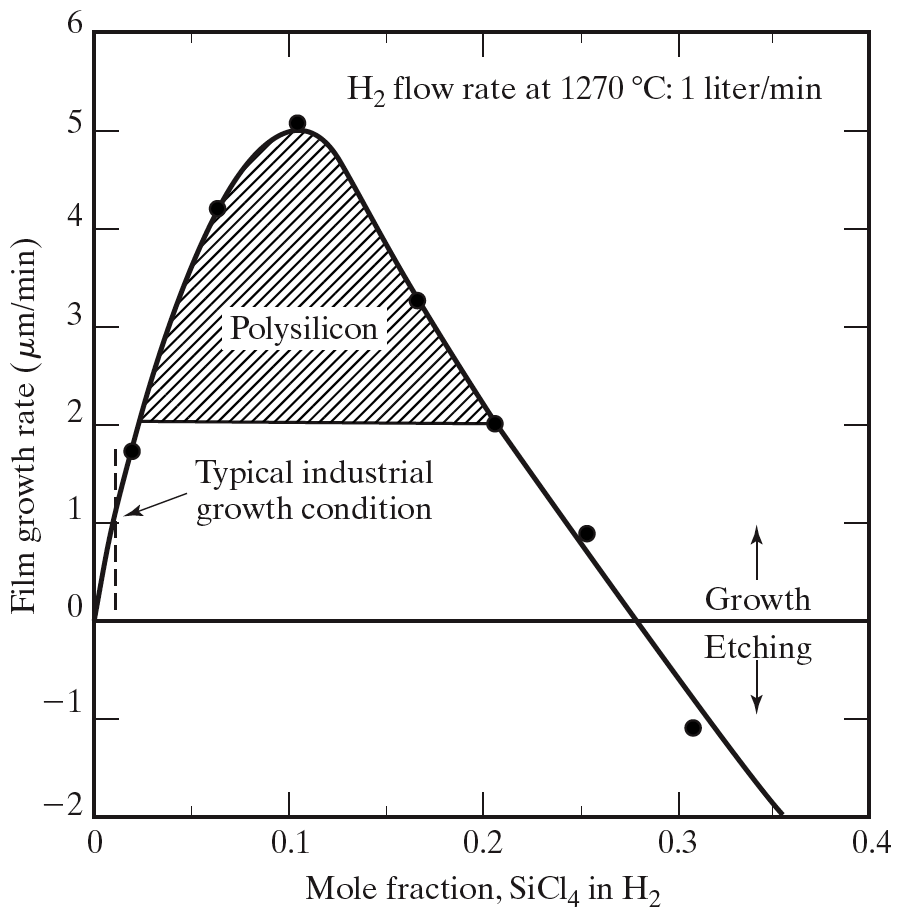 6
H₂ flow rate at 1270 °C: 1 liter/min
5
4
3
Polysilicon
2
Typical industrial
growth condition
1
Growth
0
Etching
−1
−2
Film growth rate (μm/min)
0 0.1 0.2 0.3 0.4
Mole fraction, SiCl₄ in H₂